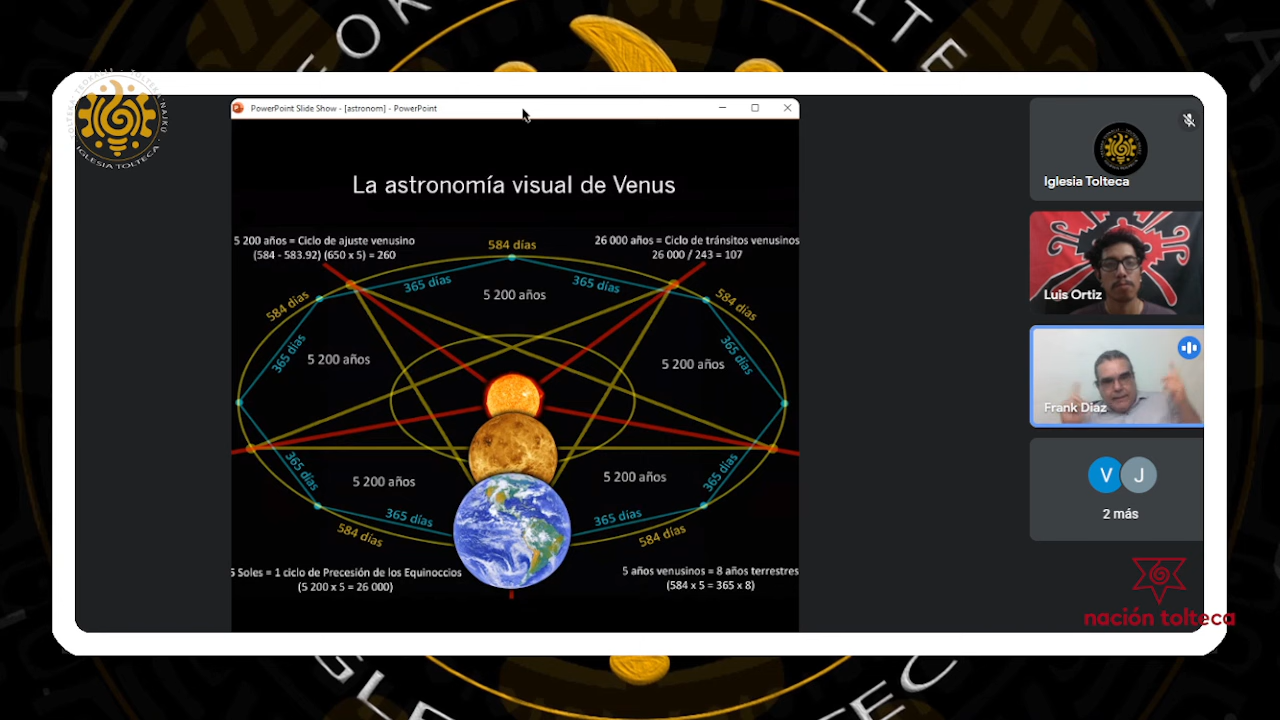 PowerPoint Slide Show - [astronom] - PowerPoint
IGLESIA TOLTECA
Iglesia Tolteca
La astronomía visual de Venus
5 200 años = Ciclo de ajuste venusino
(584 - 583.92) (650 x 5) = 260
584 días
26 000 años = Ciclo de tránsitos venusinos
26 000 / 243 = 107
365 días
365 días
5 200 años
584 días
584 días
Luis Ortiz
365 días
365 días
5 200 años
5 200 años
Frank Diaz
365 días
365 días
5 200 años
5 200 años
V
J
2 más
365 días
365 días
584 días
584 días
5 Soles = 1 ciclo de Precesión de los Equinoccios
(5 200 x 5 = 26 000)
5 años venusinos = 8 años terrestres
(584 x 5 = 365 x 8)
nación tolteca